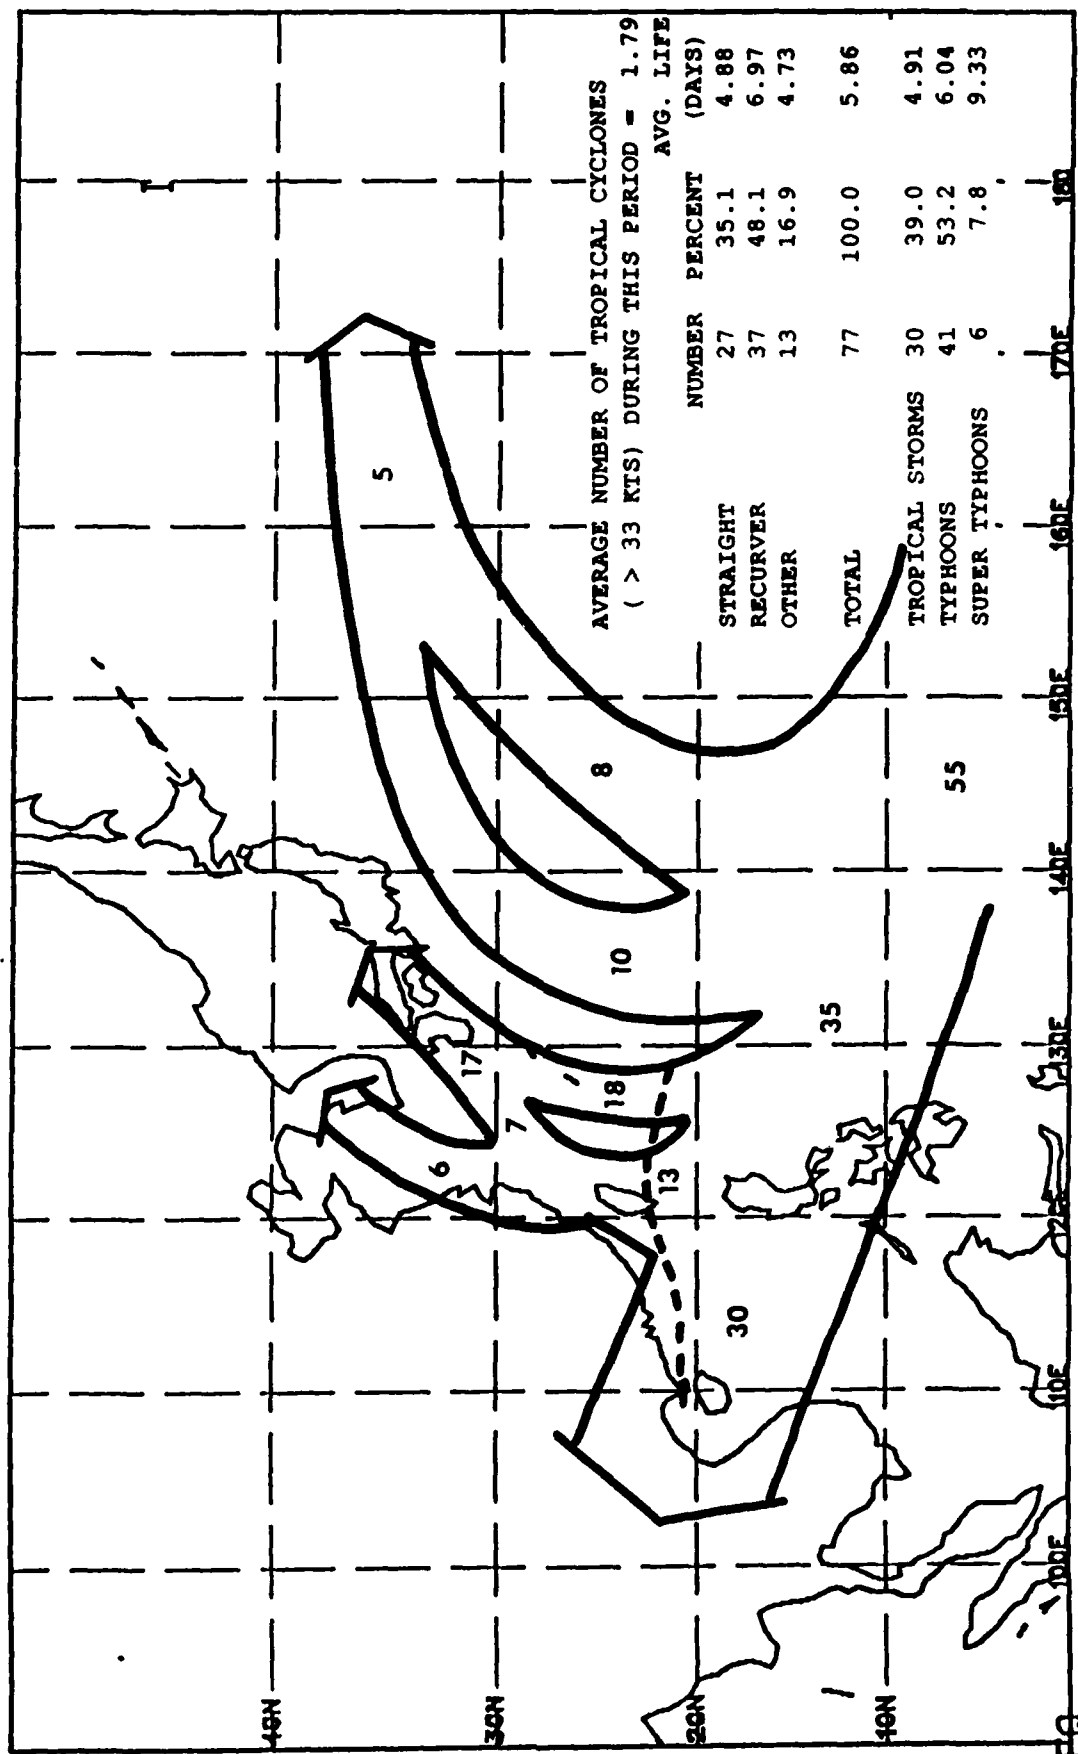 40N
30N
20N
10N
100E
110E
120E
130E
140E
150E
160E
170E
180
5
8
10
17
18
7
6
13
30
35
55
AVERAGE NUMBER OF TROPICAL CYCLONES
( > 33 KTS) DURING THIS PERIOD = 1.79
AVG. LIFE
NUMBER PERCENT (DAYS)
STRAIGHT 27 35.1 4.88
RECURVER 37 48.1 6.97
OTHER 13 16.9 4.73
TOTAL 77 100.0 5.86
TROPICAL STORMS 30 39.0 4.91
TYPHOONS 41 53.2 6.04
SUPER TYPHOONS 6 7.8 9.33